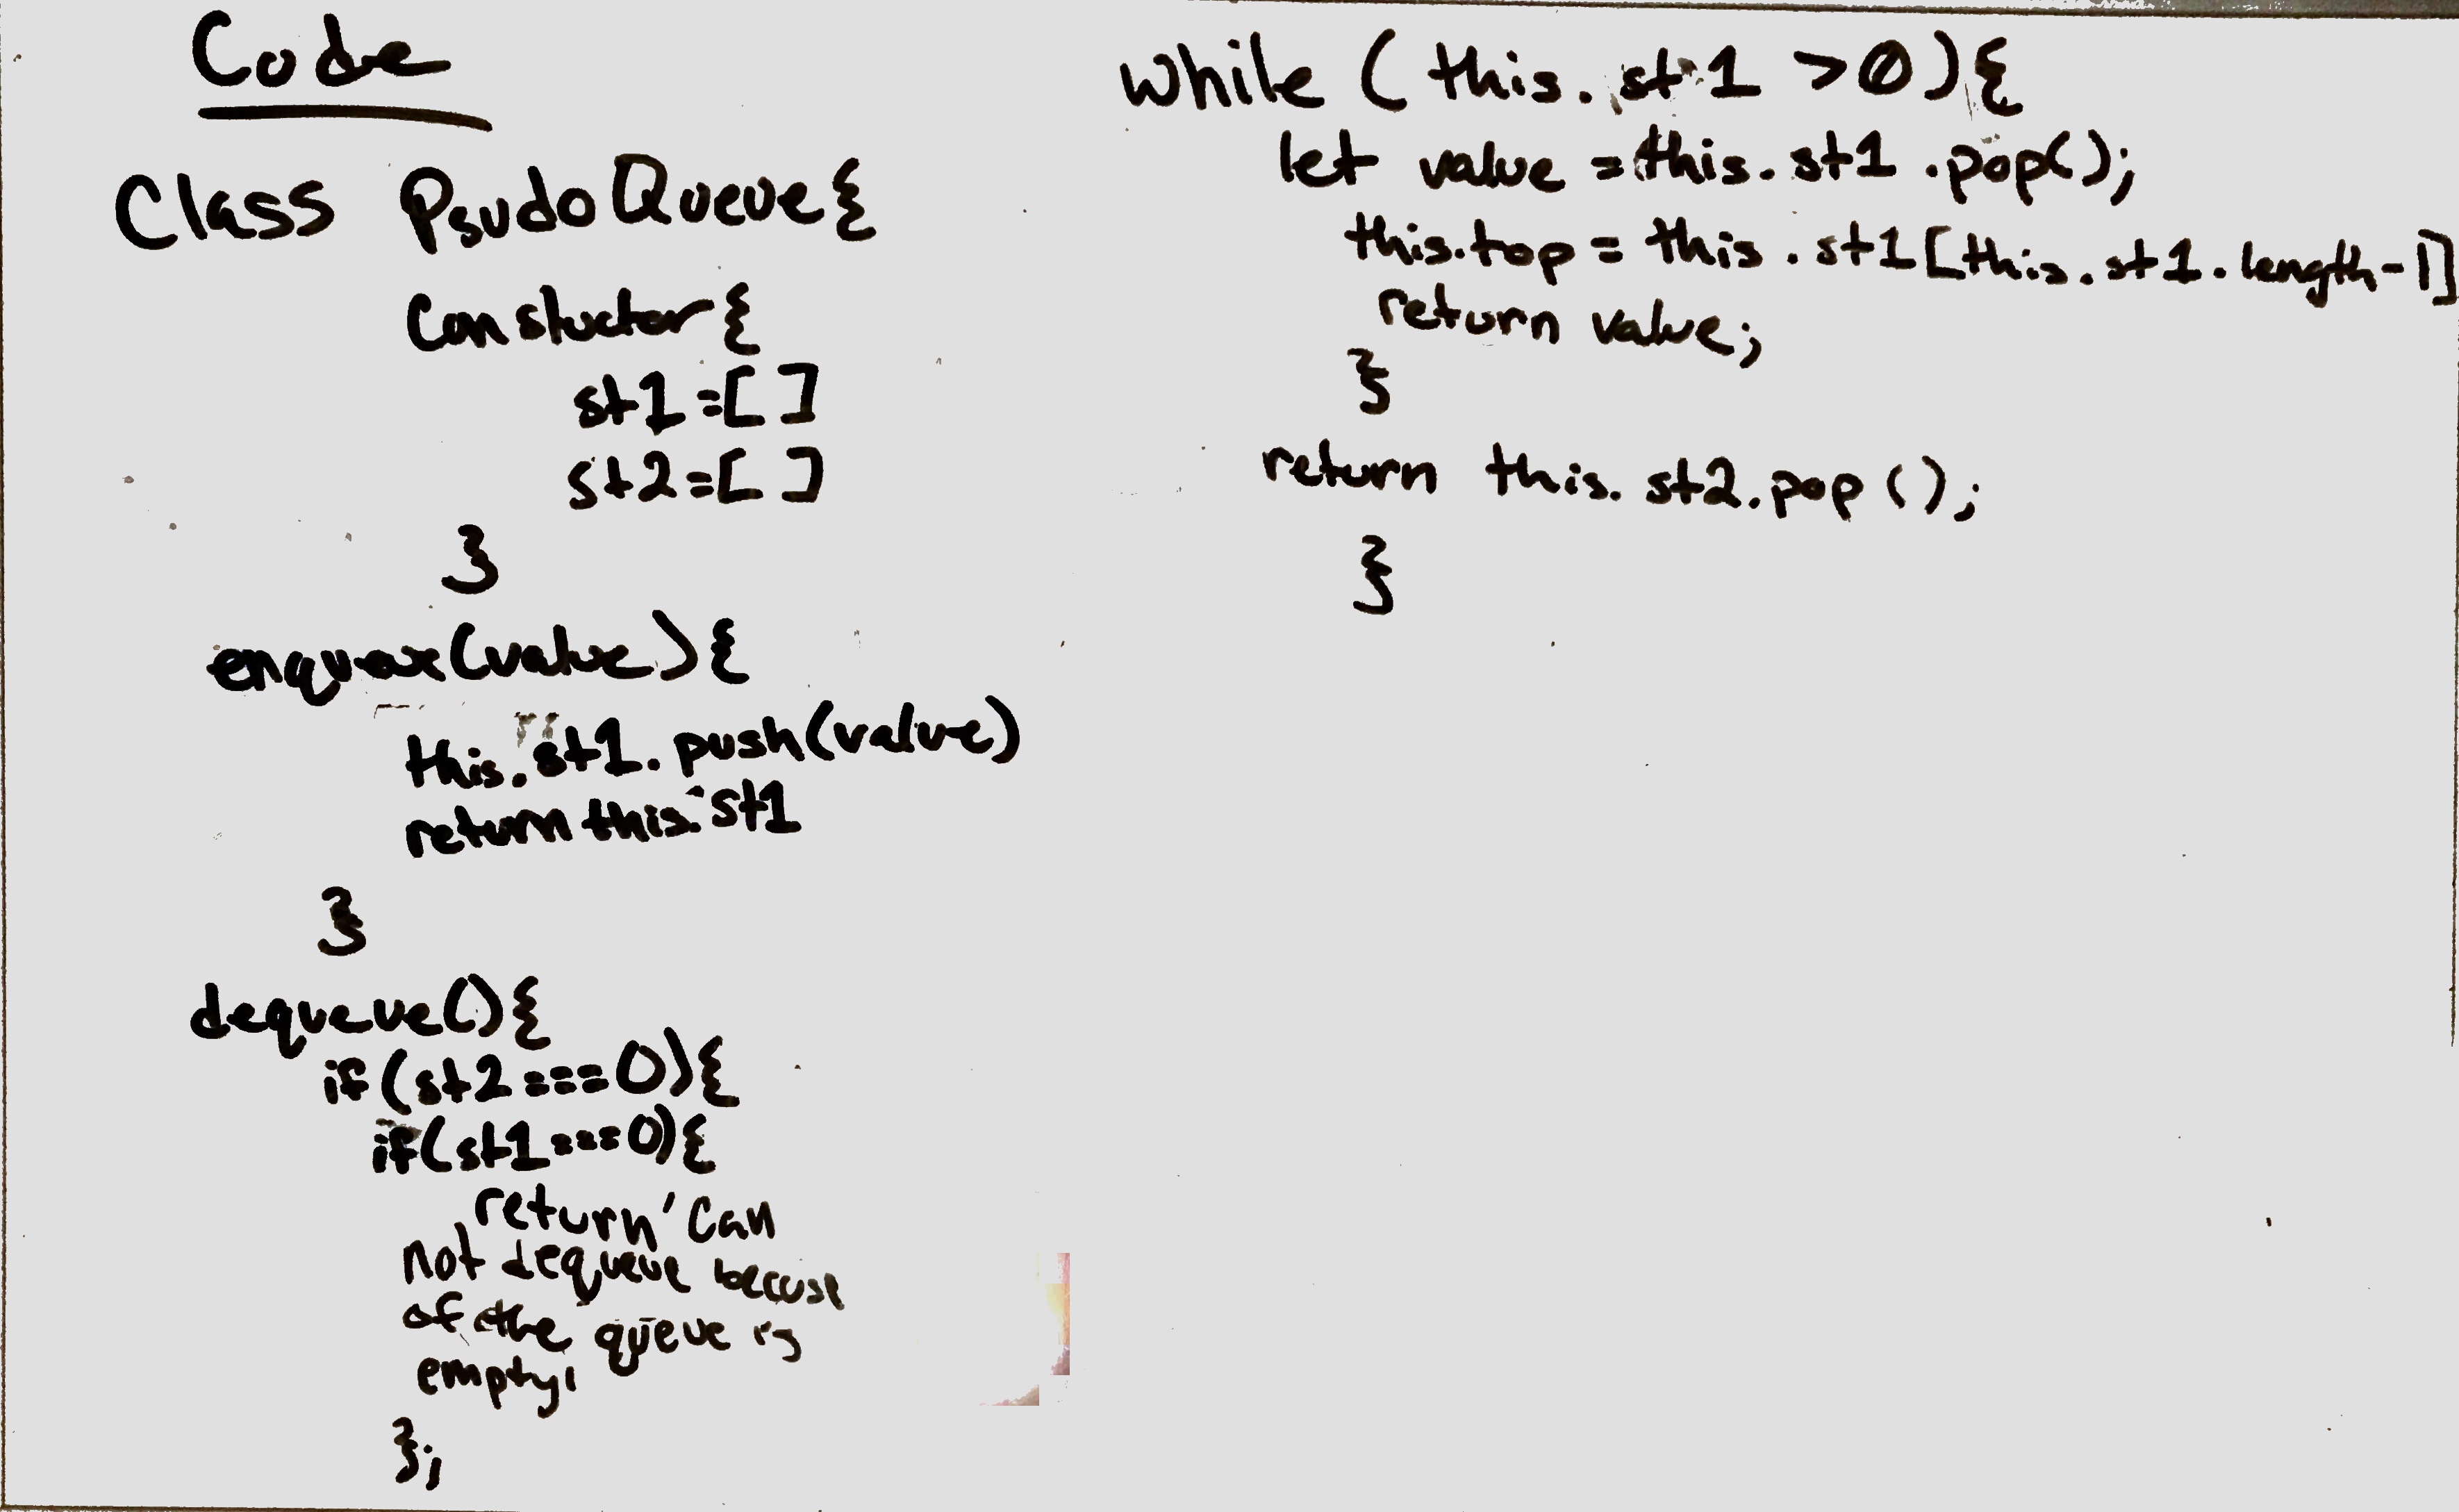 Code
Class PsudoQueue{
Constuctor{
st1=[ ]
st2=[ ]
}
enqueue(value){
this.st1.push(value)
return this.st1
}
dequeue(){
if(st2===0){
if(st1===0){
return 'Can
not dequeue becuse
of the queue is
empty'
};
While (this.st1 >0){
let value =this.st1.pop();
this.top = this.st1[this.st1.length-1]
return value;
}
return this.st2.pop();
}